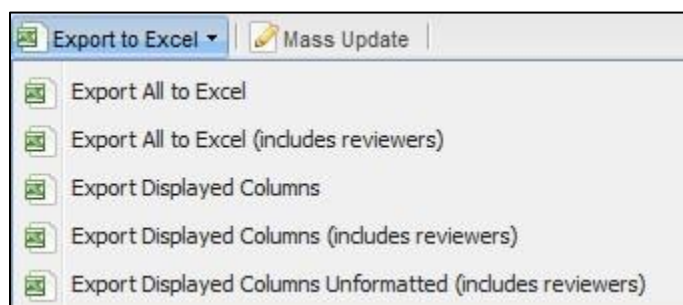 Export to Excel Mass Update
Export All to Excel
Export All to Excel (includes reviewers)
Export Displayed Columns
Export Displayed Columns (includes reviewers)
Export Displayed Columns Unformatted (includes reviewers)